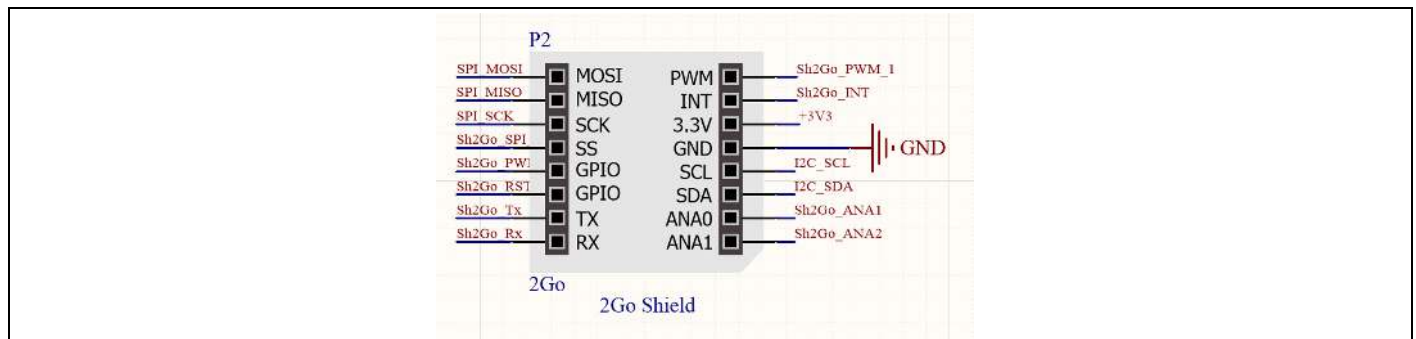 P2
SPI_MOSI MOSI PWM Sh2Go_PWM_1
SPI_MISO MISO INT Sh2Go_INT
SPI_SCK SCK 3.3V +3V3
Sh2Go_SPI SS GND GND
Sh2Go_PW GPIO SCL I2C_SCL
Sh2Go_RST GPIO SDA I2C_SDA
Sh2Go_Tx TX ANA0 Sh2Go_ANA1
Sh2Go_Rx RX ANA1 Sh2Go_ANA2
2Go
2Go Shield